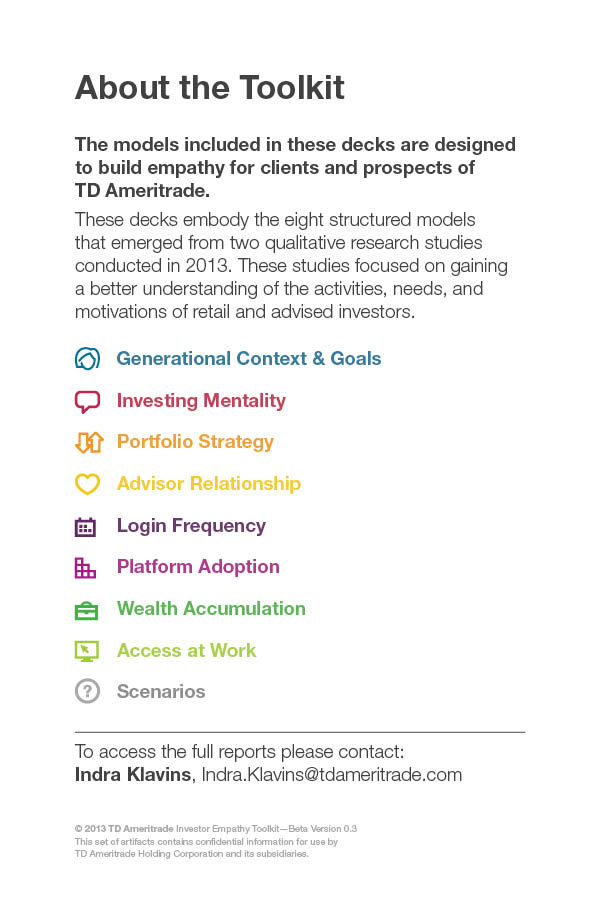 About the Toolkit
The models included in these decks are designed
to build empathy for clients and prospects of
TD Ameritrade.
These decks embody the eight structured models
that emerged from two qualitative research studies
conducted in 2013. These studies focused on gaining
a better understanding of the activities, needs, and
motivations of retail and advised investors.
Generational Context & Goals
Investing Mentality
Portfolio Strategy
Advisor Relationship
Login Frequency
Platform Adoption
Wealth Accumulation
Access at Work
? Scenarios
To access the full reports please contact:
Indra Klavins, Indra.Klavins@tdameritrade.com
© 2013 TD Ameritrade Investor Empathy Toolkit—Beta Version 0.3
This set of artifacts contains confidential information for use by
TD Ameritrade Holding Corporation and its subsidiaries.